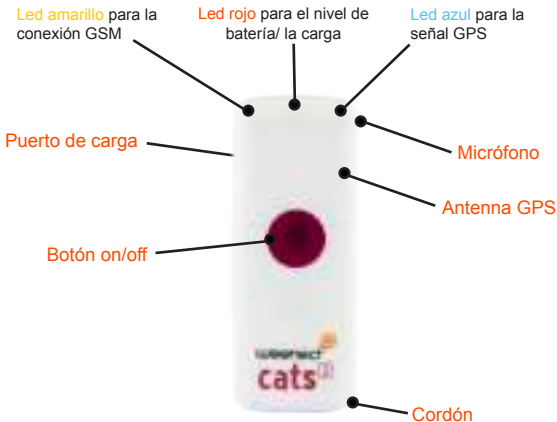 Led amarillo para la
conexión GSM
Led rojo para el nivel de
batería/ la carga
Led azul para la
señal GPS
Puerto de carga
Micrófono
Antenna GPS
Botón on/off
weenect
cats
Cordón